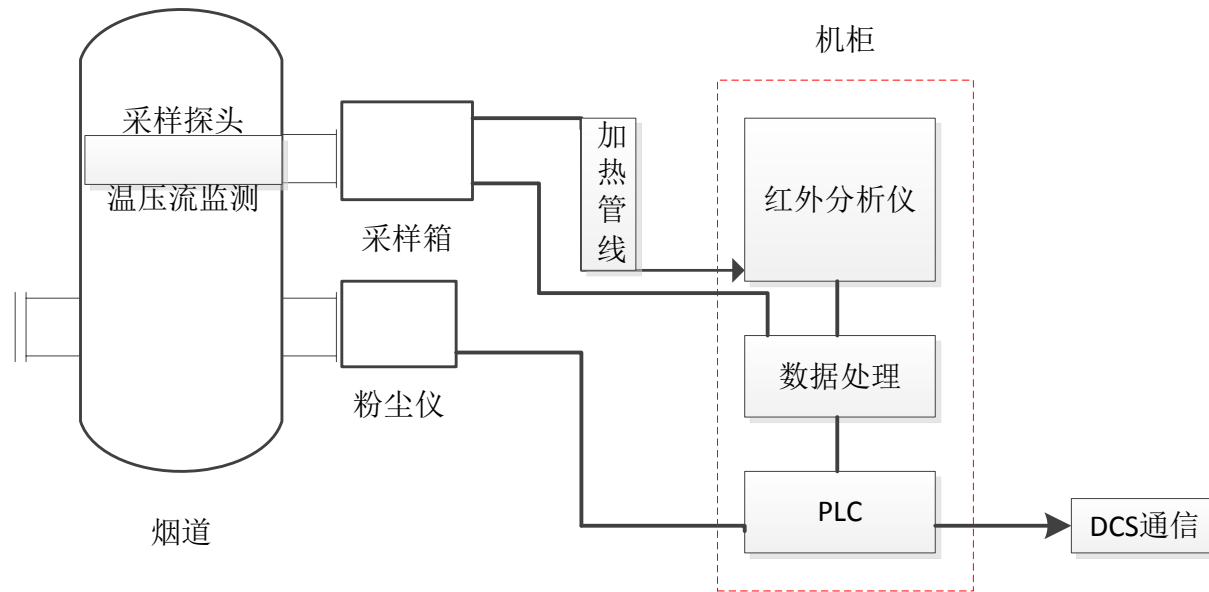 机柜
采样探头
温压流监测
采样箱
加热管线
红外分析仪
数据处理
粉尘仪
PLC
DCS通信
烟道